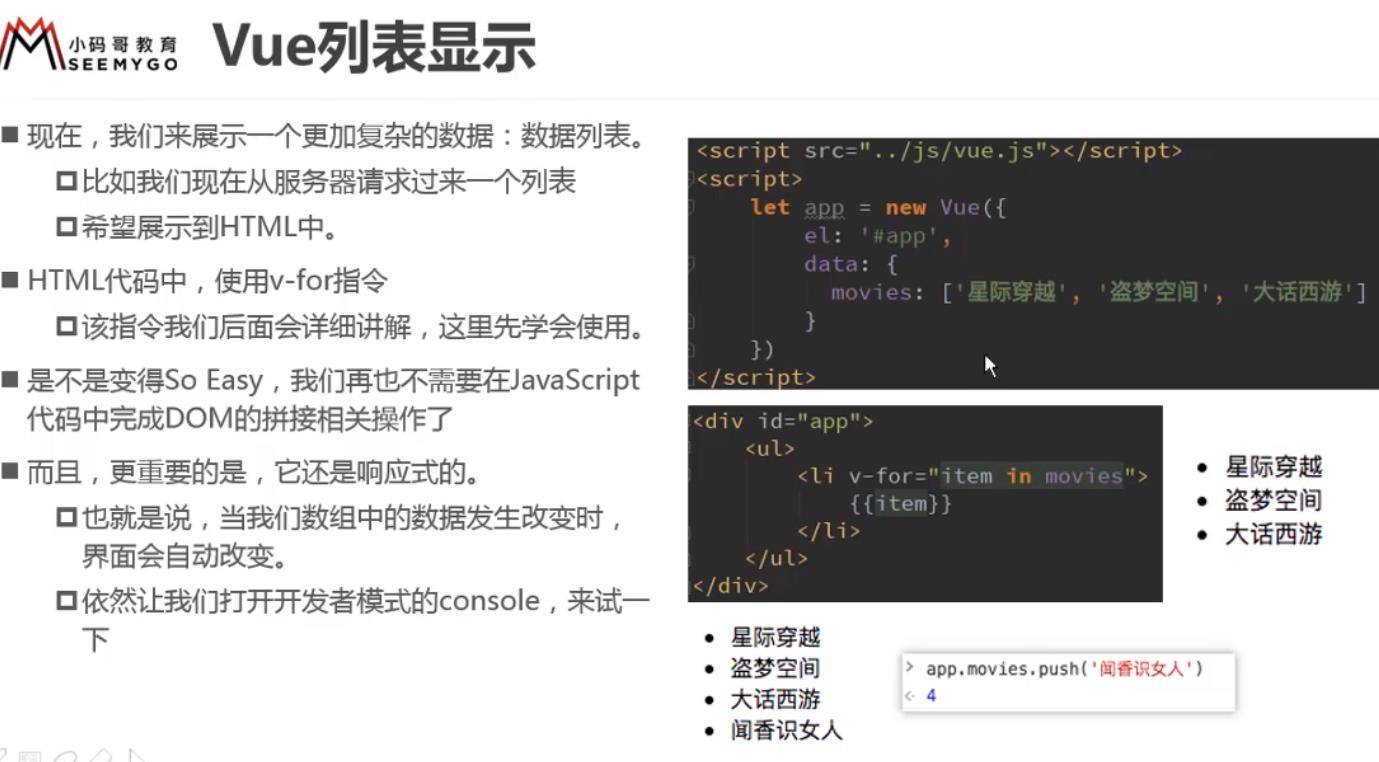 小码哥教育
SEEMYGO
Vue列表显示
现在，我们来展示一个更加复杂的数据：数据列表。
比如我们现在从服务器请求过来一个列表
希望展示到HTML中。
HTML代码中，使用v-for指令
该指令我们后面会详细讲解，这里先学会使用。
是不是变得So Easy，我们再也不需要在JavaScript
代码中完成DOM的拼接相关操作了
而且，更重要的是，它还是响应式的。
也就是说，当我们数组中的数据发生改变时，
界面会自动改变。
依然让我们打开开发者模式的console，来试一
下
<script src="../js/vue.js"></script>
<script>
let app = new Vue({
el: '#app',
data: {
movies: ['星际穿越', '盗梦空间', '大话西游']
}
})
</script>
<div id="app">
<ul>
<li v-for="item in movies">
{{item}}
</li>
</ul>
</div>
星际穿越
盗梦空间
大话西游
星际穿越
盗梦空间
大话西游
闻香识女人
> app.movies.push('闻香识女人')
< 4